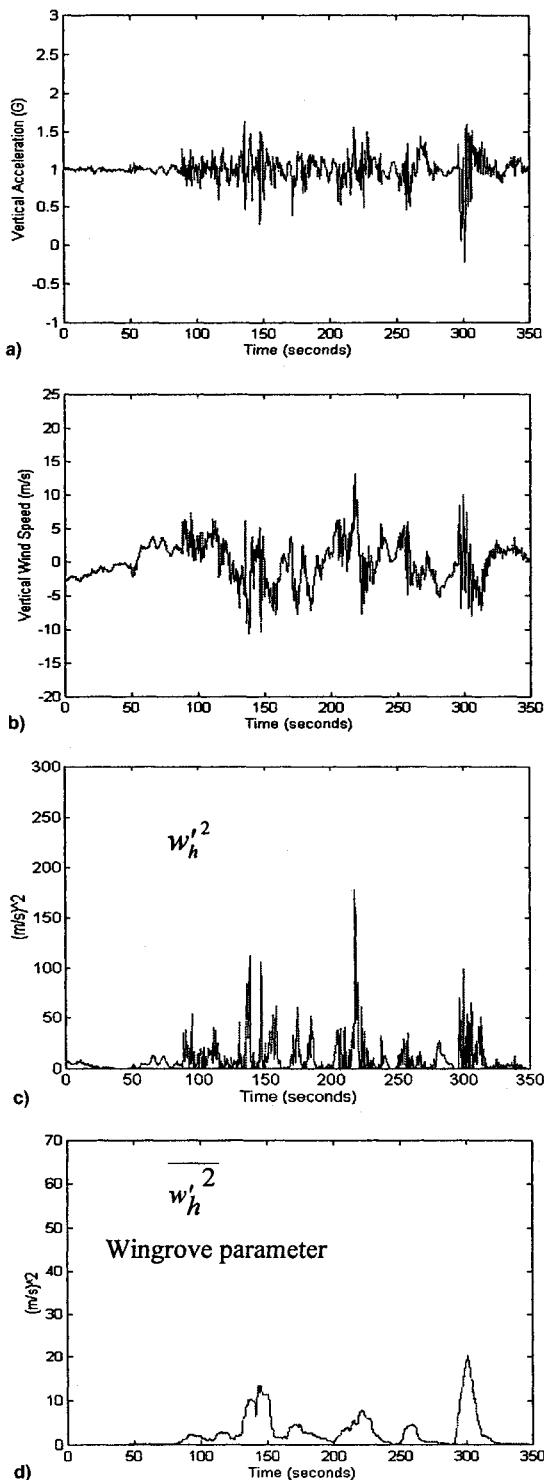 3
2.5
2
1.5
1
0.5
0
-0.5
-1
Vertical Acceleration (G)
0 50 100 150 200 250 300 350
Time (seconds)
a)
25
20
15
10
5
0
-5
-10
-15
-20
Vertical Wind Speed (m/s)
0 50 100 150 200 250 300 350
Time (seconds)
b)
300
250
200
150
100
50
0
(m/s)^2
w'_h^2
0 50 100 150 200 250 300 350
Time (seconds)
c)
70
60
50
40
30
20
10
0
(m/s)^2
w'_h^2
Wingrove parameter
0 50 100 150 200 250 300 350
Time (seconds)
d)